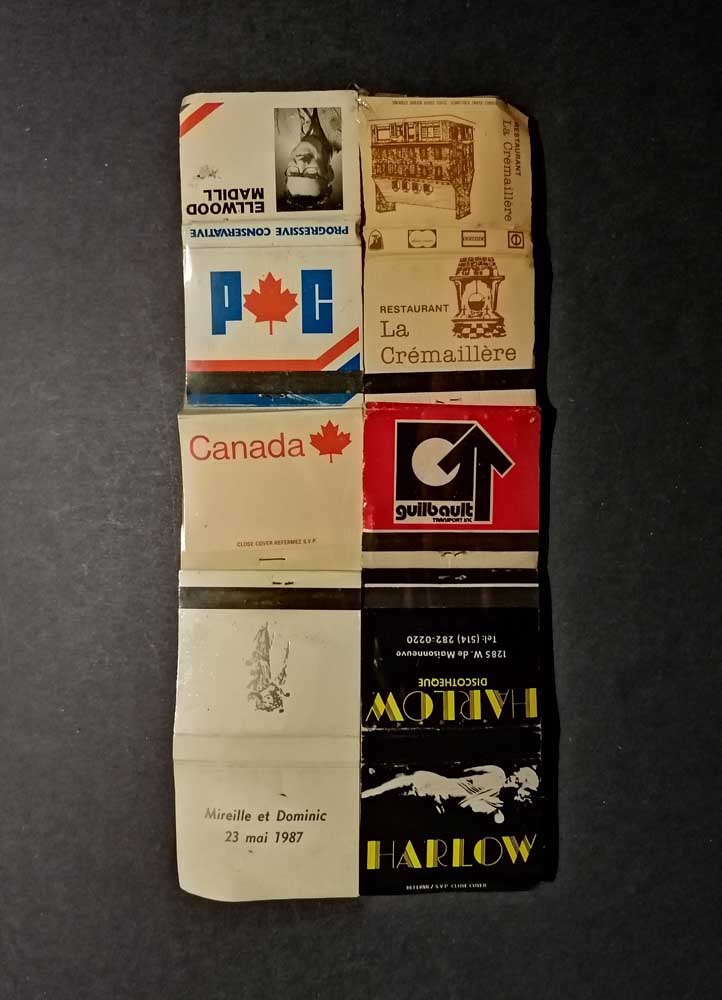 ELLWOOD
MADILL
PROGRESSIVE CONSERVATIVE
P C
RESTAURANT
La Crémaillère
RESTAURANT
La
Crémaillère
Canada
CLOSE COVER REFERMEZ S.V.P.
guilbault
TRANSPORT INC
HARLOW
DISCOTHEQUE
1285 W. de Maisonneuve
Tel: (514) 282-0220
Mireille et Dominic
23 mai 1987
HARLOW
REFERMEZ S.V.P. CLOSE COVER